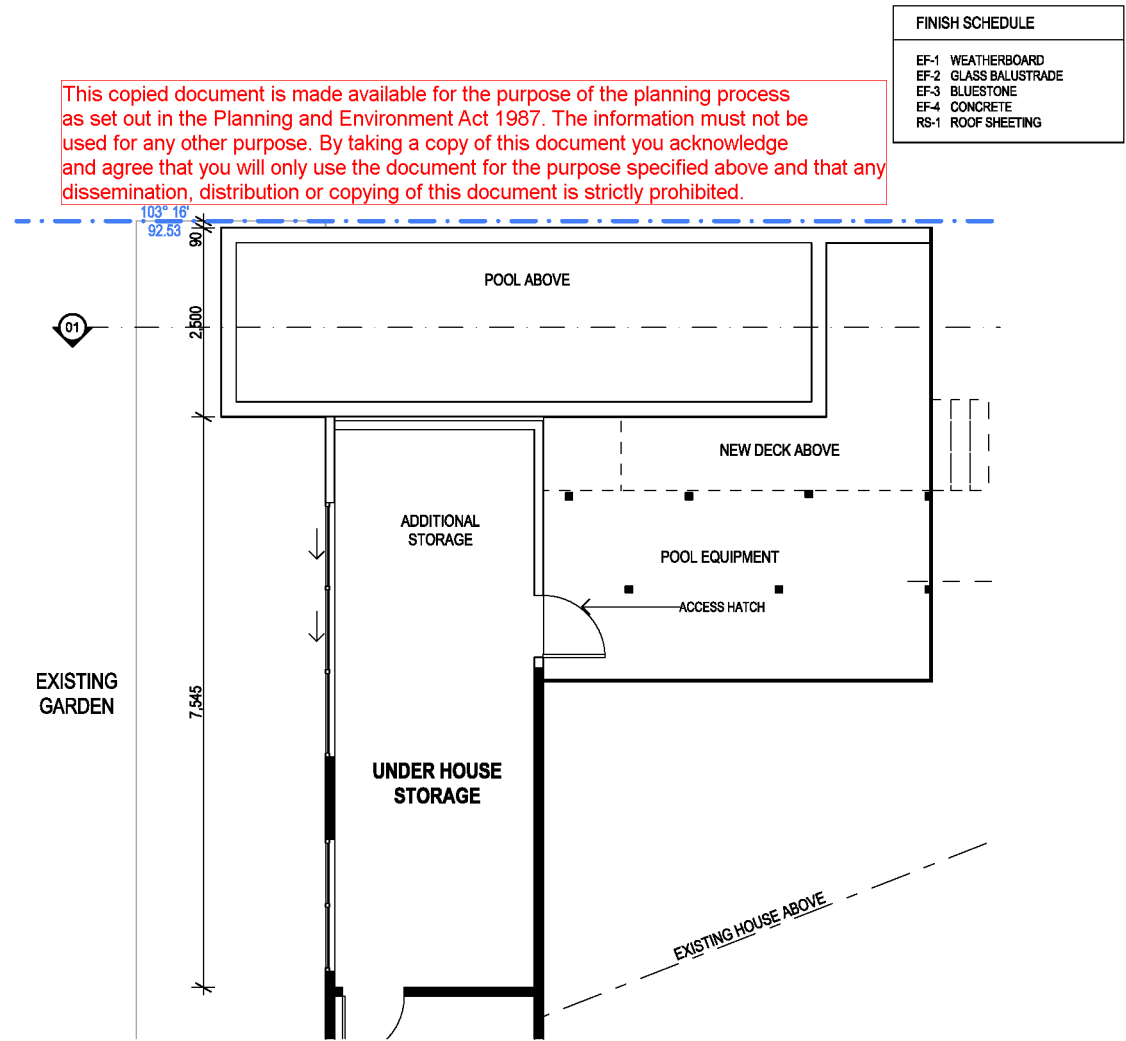 FINISH SCHEDULE
EF-1 WEATHERBOARD
EF-2 GLASS BALUSTRADE
EF-3 BLUESTONE
EF-4 CONCRETE
RS-1 ROOF SHEETING
This copied document is made available for the purpose of the planning process
as set out in the Planning and Environment Act 1987. The information must not be
used for any other purpose. By taking a copy of this document you acknowledge
and agree that you will only use the document for the purpose specified above and that any
dissemination, distribution or copying of this document is strictly prohibited.
103° 16'
92.53
90
POOL ABOVE
01
2,500
NEW DECK ABOVE
ADDITIONAL
STORAGE
POOL EQUIPMENT
ACCESS HATCH
EXISTING
GARDEN
7,545
UNDER HOUSE
STORAGE
EXISTING HOUSE ABOVE